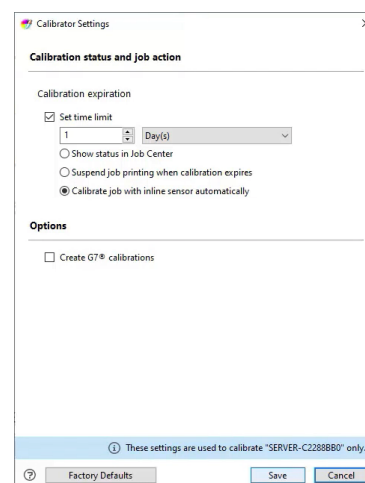 Calibrator Settings
Calibration status and job action
Calibration expiration
Set time limit
1 Day(s)
Show status in Job Center
Suspend job printing when calibration expires
Calibrate job with inline sensor automatically
Options
Create G7® calibrations
These settings are used to calibrate "SERVER-C2288BB0" only.
Factory Defaults Save Cancel